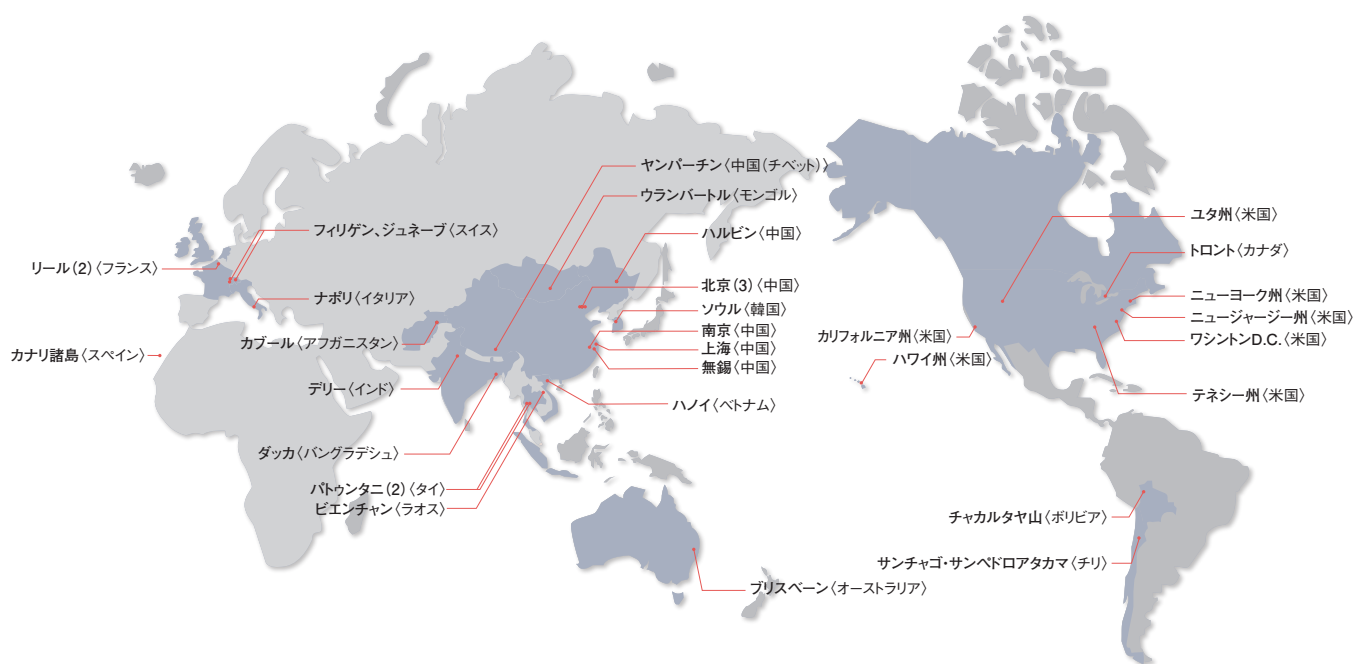 ヤンパーチン〈中国(チベット)〉
ウランバートル〈モンゴル〉
ハルビン〈中国〉
フィリゲン、ジュネーブ〈スイス〉
リール(2)〈フランス〉
ナポリ〈イタリア〉
北京(3)〈中国〉
ソウル〈韓国〉
南京〈中国〉
上海〈中国〉
無錫〈中国〉
カブール〈アフガニスタン〉
カナリ諸島〈スペイン〉
デリー〈インド〉
ハノイ〈ベトナム〉
ダッカ〈バングラデシュ〉
パトゥンタニ(2)〈タイ〉
ビエンチャン〈ラオス〉
ブリスベーン〈オーストラリア〉
ユタ州〈米国〉
トロント〈カナダ〉
ニューヨーク州〈米国〉
ニュージャージー州〈米国〉
ワシントンD.C.〈米国〉
カリフォルニア州〈米国〉
ハワイ州〈米国〉
テネシー州〈米国〉
チャカルタヤ山〈ボリビア〉
サンチャゴ・サンペドロアタカマ〈チリ〉